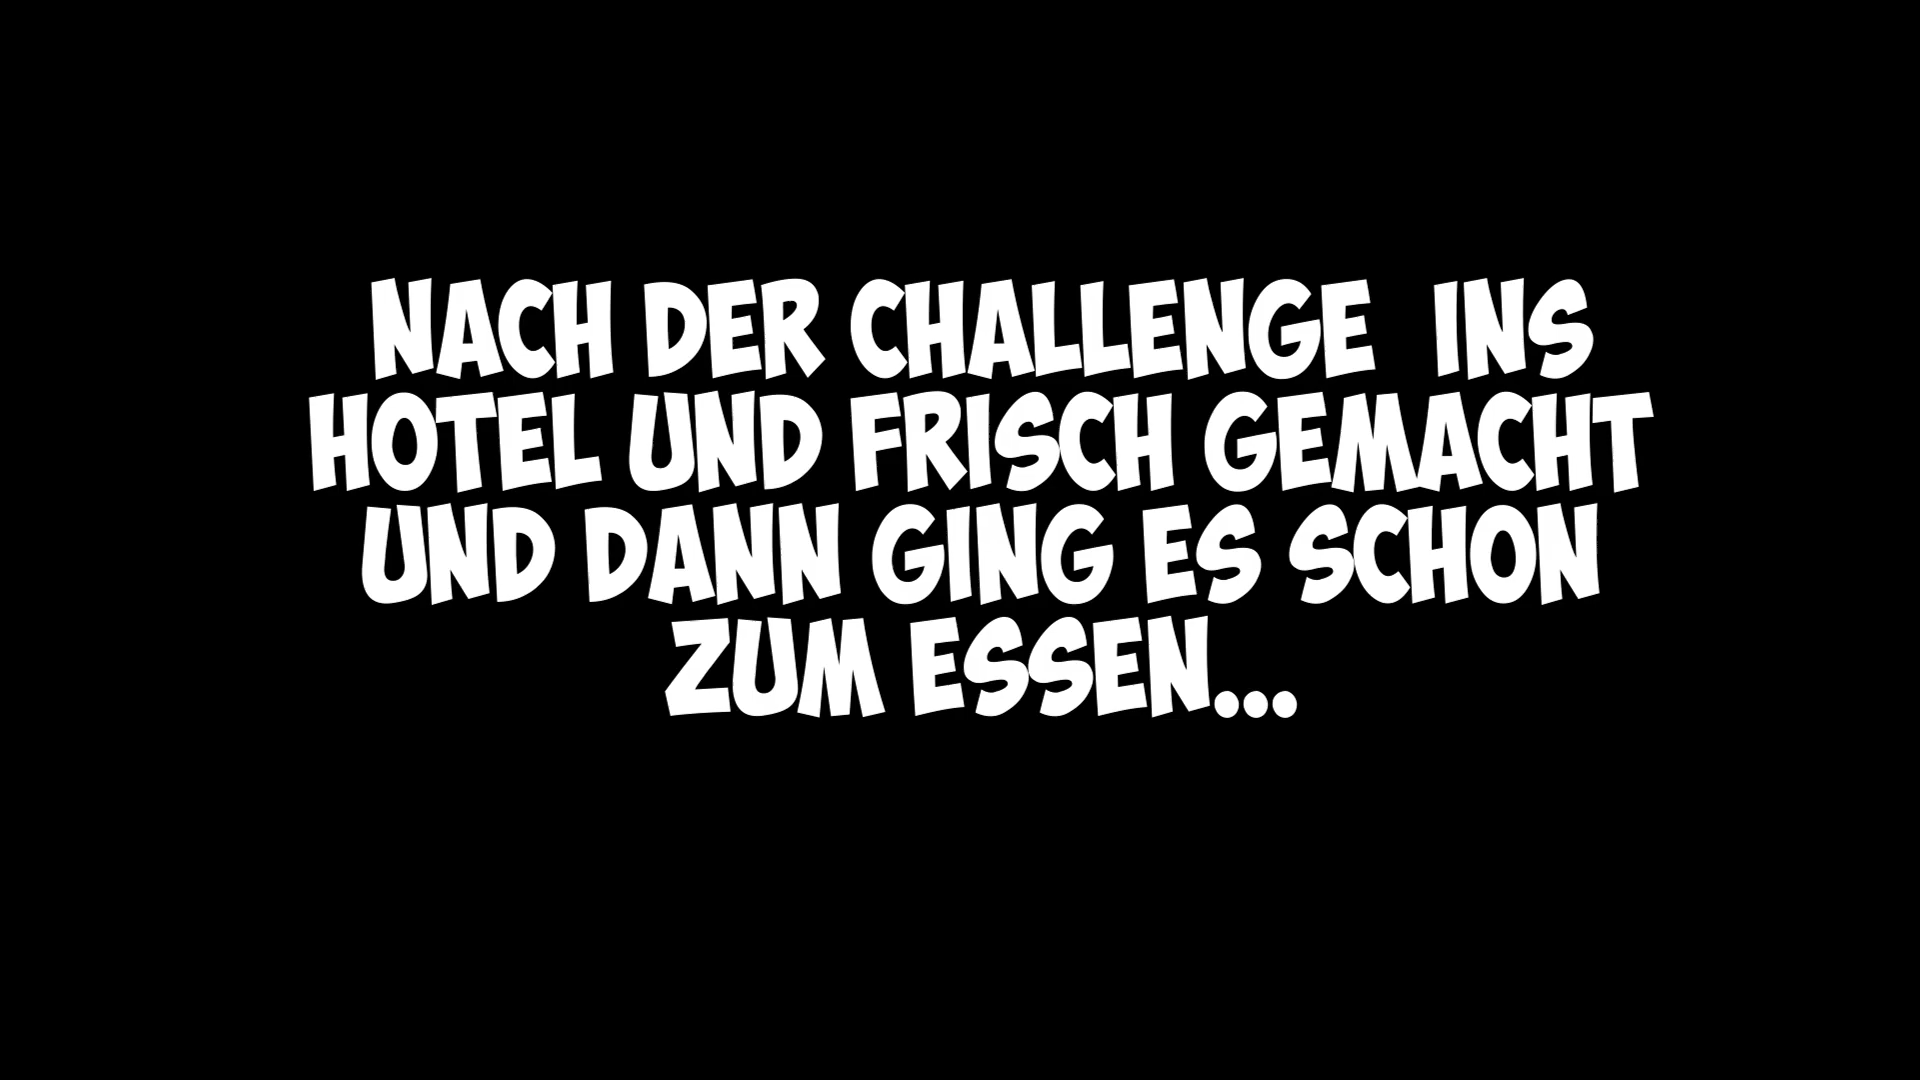 NACH DER CHALLENGE  INS
HOTEL UND FRISCH GEMACHT
UND DANN GING ES SCHON
ZUM ESSEN...